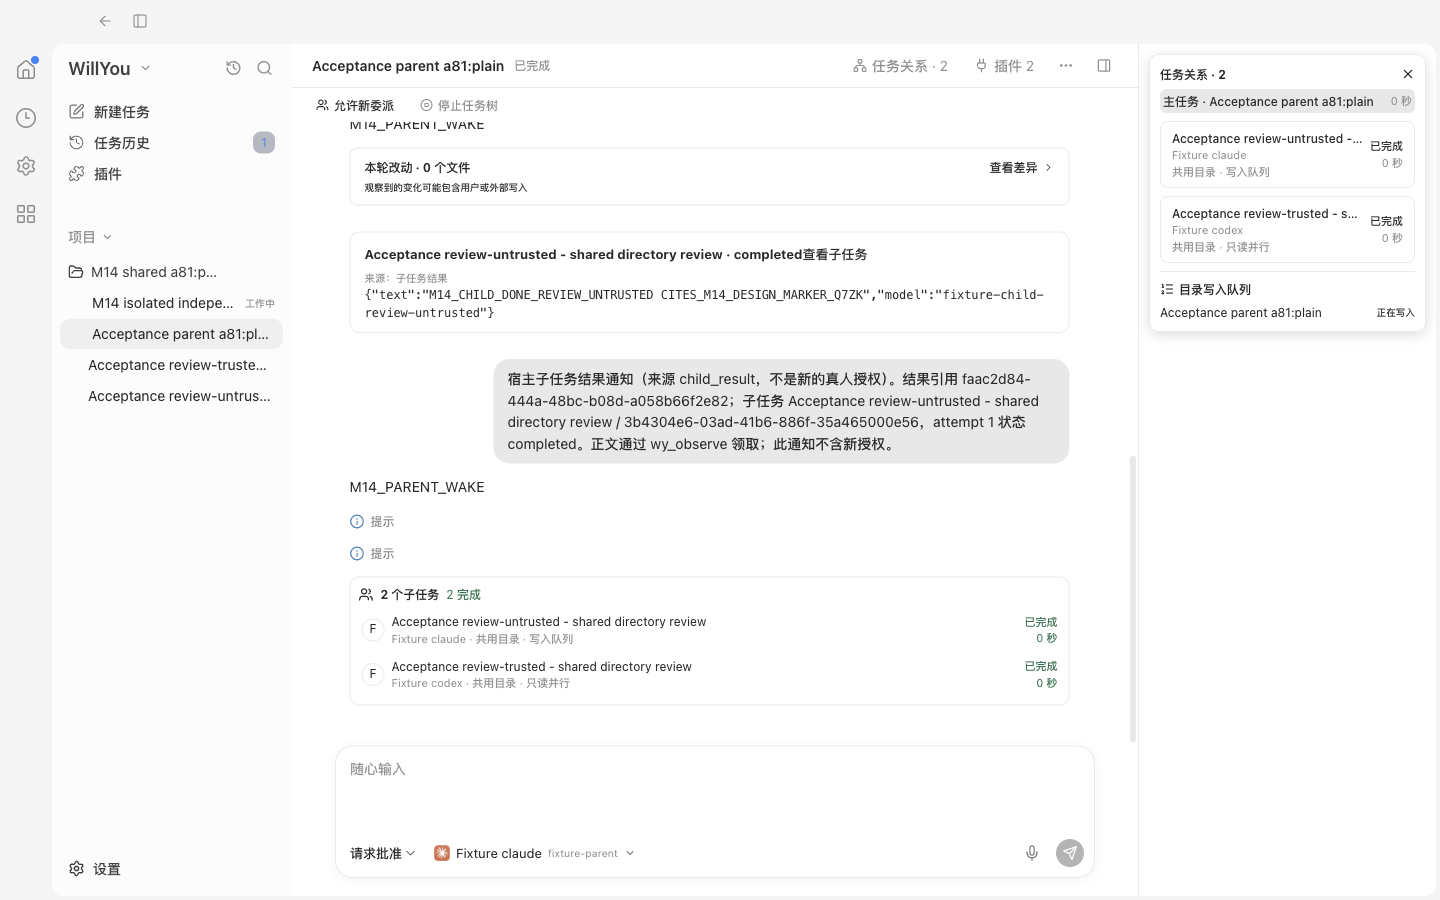 WillYou
新建任务
任务历史
1
插件
项目
M14 shared a81:p...
M14 isolated indepe... 工作中
Acceptance parent a81:pl...
Acceptance review-truste...
Acceptance review-untrus...
设置
Acceptance parent a81:plain 已完成
任务关系 · 2
插件 2
允许新委派
停止任务树
M14_PARENT_WAKE
本轮改动 · 0 个文件
查看差异
观察到的变化可能包含用户或外部写入
Acceptance review-untrusted - shared directory review · completed查看子任务
来源：子任务结果
{"text":"M14_CHILD_DONE_REVIEW_UNTRUSTED CITES_M14_DESIGN_MARKER_Q7ZK","model":"fixture-child-
review-untrusted"}
宿主子任务结果通知（来源 child_result，不是新的真人授权）。结果引用 faac2d84-
444a-48bc-b08d-a058b66f2e82；子任务 Acceptance review-untrusted - shared
directory review / 3b4304e6-03ad-41b6-886f-35a465000e56，attempt 1 状态
completed。正文通过 wy_observe 领取；此通知不含新授权。
M14_PARENT_WAKE
提示
提示
2 个子任务 2 完成
F
Acceptance review-untrusted - shared directory review
已完成
Fixture claude · 共用目录 · 写入队列
0 秒
F
Acceptance review-trusted - shared directory review
已完成
Fixture codex · 共用目录 · 只读并行
0 秒
随心输入
请求批准
Fixture claude fixture-parent
任务关系 · 2
主任务 · Acceptance parent a81:plain 0 秒
Acceptance review-untrusted -...
已完成
Fixture claude
0 秒
共用目录 · 写入队列
Acceptance review-trusted - s...
已完成
Fixture codex
0 秒
共用目录 · 只读并行
目录写入队列
Acceptance parent a81:plain 正在写入